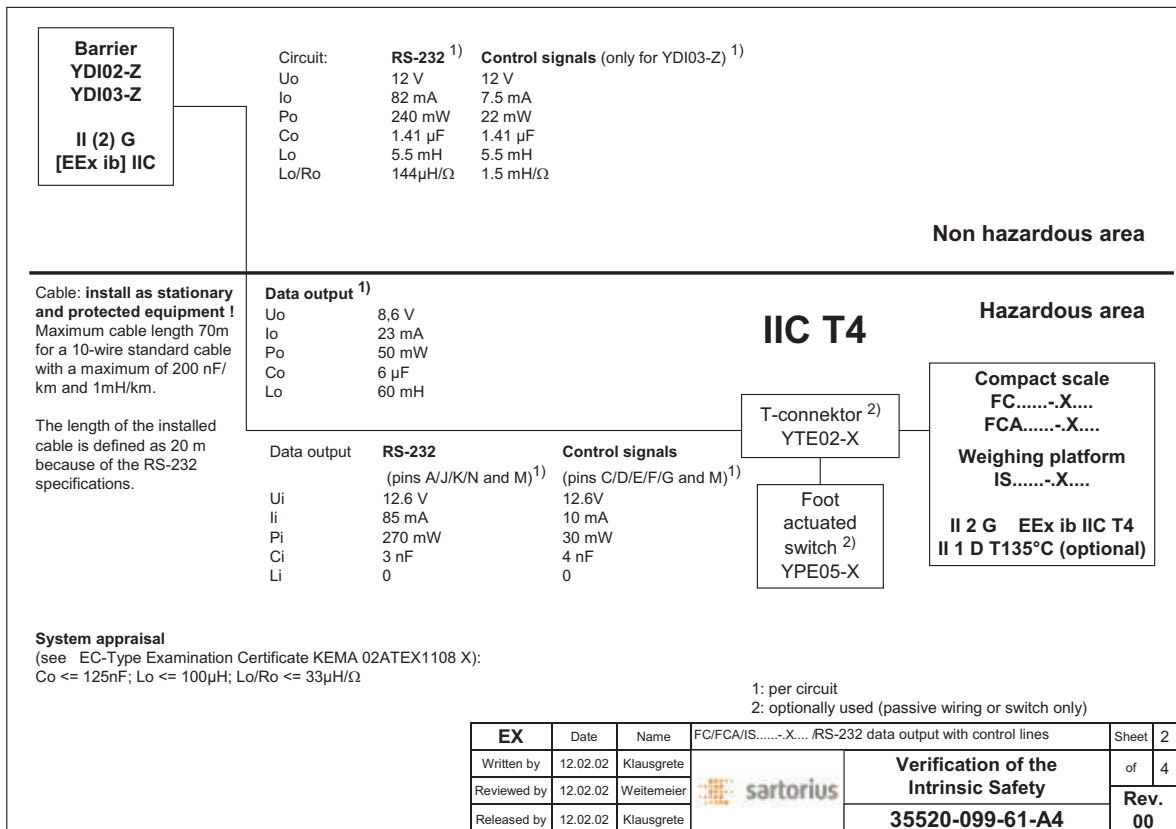 Barrier
YDI02-Z
YDI03-Z
II (2) G
[EEx ib] IIC
Circuit: RS-232 1) Control signals (only for YDI03-Z) 1)
Uo 12 V 12 V
Io 82 mA 7.5 mA
Po 240 mW 22 mW
Co 1.41 µF 1.41 µF
Lo 5.5 mH 5.5 mH
Lo/Ro 144µH/Ω 1.5 mH/Ω
Non hazardous area
Cable: install as stationary
and protected equipment !
Maximum cable length 70m
for a 10-wire standard cable
with a maximum of 200 nF/
km and 1mH/km.
The length of the installed
cable is defined as 20 m
because of the RS-232
specifications.
Data output 1)
Uo 8,6 V
Io 23 mA
Po 50 mW
Co 6 µF
Lo 60 mH
IIC T4
Hazardous area
Data output RS-232 Control signals
(pins A/J/K/N and M)1) (pins C/D/E/F/G and M)1)
Ui 12.6 V 12.6V
Ii 85 mA 10 mA
Pi 270 mW 30 mW
Ci 3 nF 4 nF
Li 0 0
T-connektor 2)
YTE02-X
Foot
actuated
switch 2)
YPE05-X
Compact scale
FC......-.X....
FCA......-.X....
Weighing platform
IS......-.X....
II 2 G EEx ib IIC T4
II 1 D T135°C (optional)
System appraisal
(see EC-Type Examination Certificate KEMA 02ATEX1108 X):
Co <= 125nF; Lo <= 100µH; Lo/Ro <= 33µH/Ω
1: per circuit
2: optionally used (passive wiring or switch only)
EX Date Name FC/FCA/IS......-.X.... /RS-232 data output with control lines Sheet 2
Written by 12.02.02 Klausgrete
Reviewed by 12.02.02 Weitemeier
Released by 12.02.02 Klausgrete
sartorius
Verification of the
Intrinsic Safety
35520-099-61-A4
of 4
Rev.
00